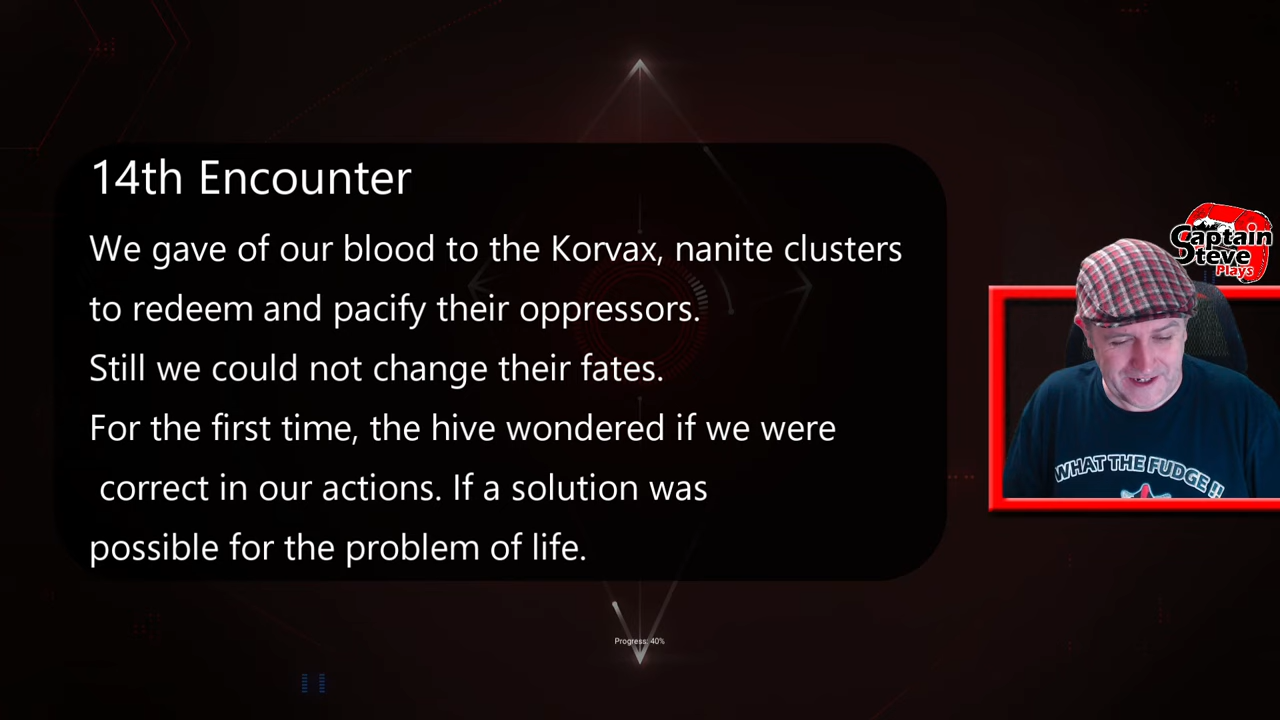 14th Encounter
We gave of our blood to the Korvax, nanite clusters
to redeem and pacify their oppressors.
Still we could not change their fates.
For the first time, the hive wondered if we were
correct in our actions. If a solution was
possible for the problem of life.
Captain
Steve
Plays
WHAT THE FUDGE !!
Progress: 40%